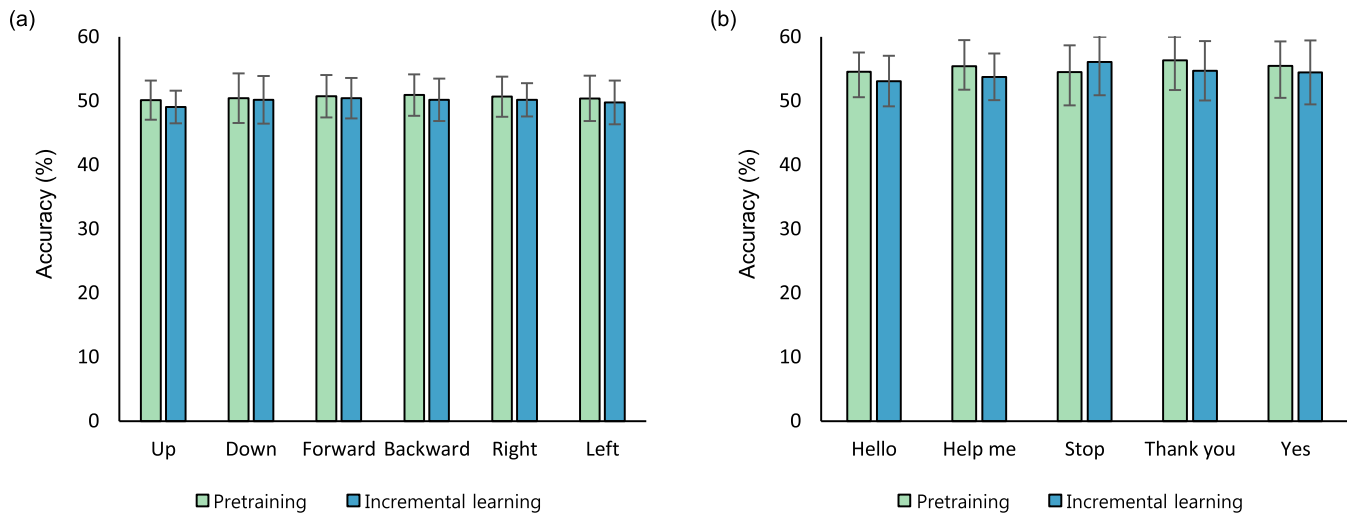 (a)
60
50
40
30
20
10
0
Accuracy (%)
Up Down Forward Backward Right Left
Pretraining Incremental learning
(b)
60
50
40
30
20
10
0
Accuracy (%)
Hello Help me Stop Thank you Yes
Pretraining Incremental learning